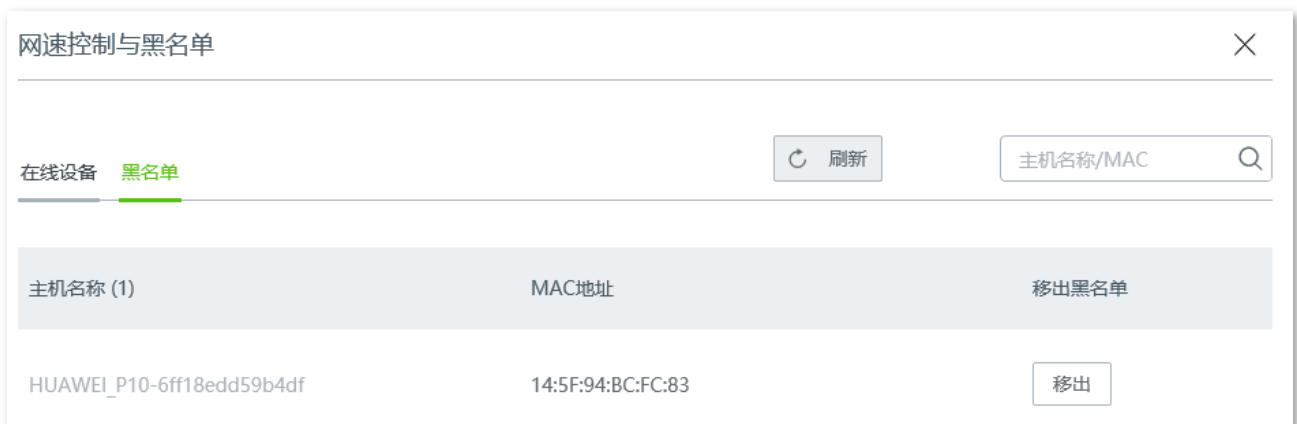 网速控制与黑名单
在线设备 黑名单 刷新 主机名称/MAC
主机名称 (1) MAC地址 移出黑名单
HUAWEI_P10-6ff18edd59b4df 14:5F:94:BC:FC:83 移出